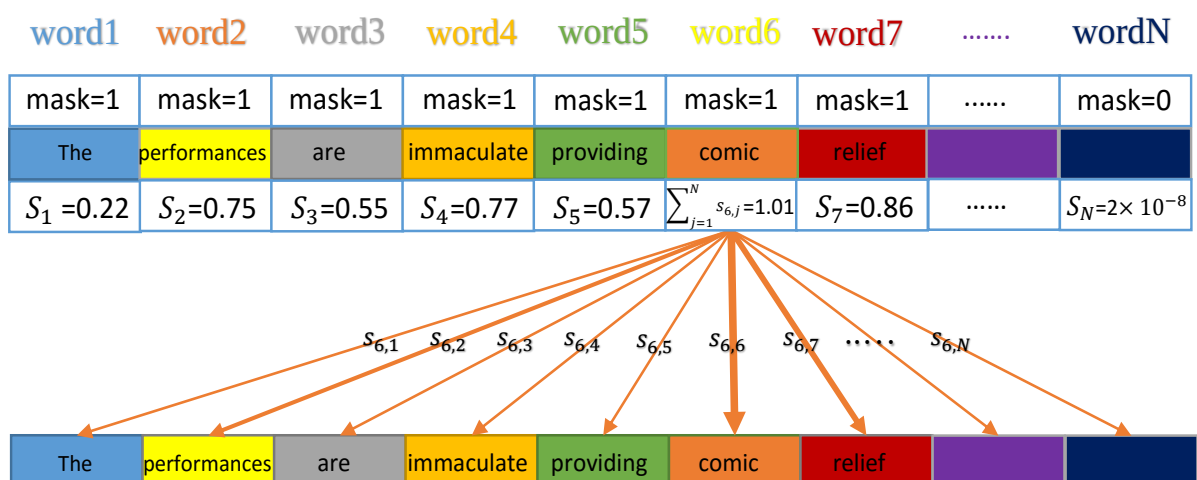 word1 word2 word3 word4 word5 word6 word7 ....... wordN
mask=1 mask=1 mask=1 mask=1 mask=1 mask=1 mask=1 ...... mask=0
The performances are immaculate providing comic relief
S₁ =0.22 S₂=0.75 S₃=0.55 S₄=0.77 S₅=0.57 ∑ⱼ₌₁ᴺ s₆,ⱼ=1.01 S₇=0.86 ...... S_N=2× 10⁻⁸
s₆,₁ s₆,₂ s₆,₃ s₆,₄ s₆,₅ s₆,₆ s₆,₇ ..... s₆,N
The performances are immaculate providing comic relief